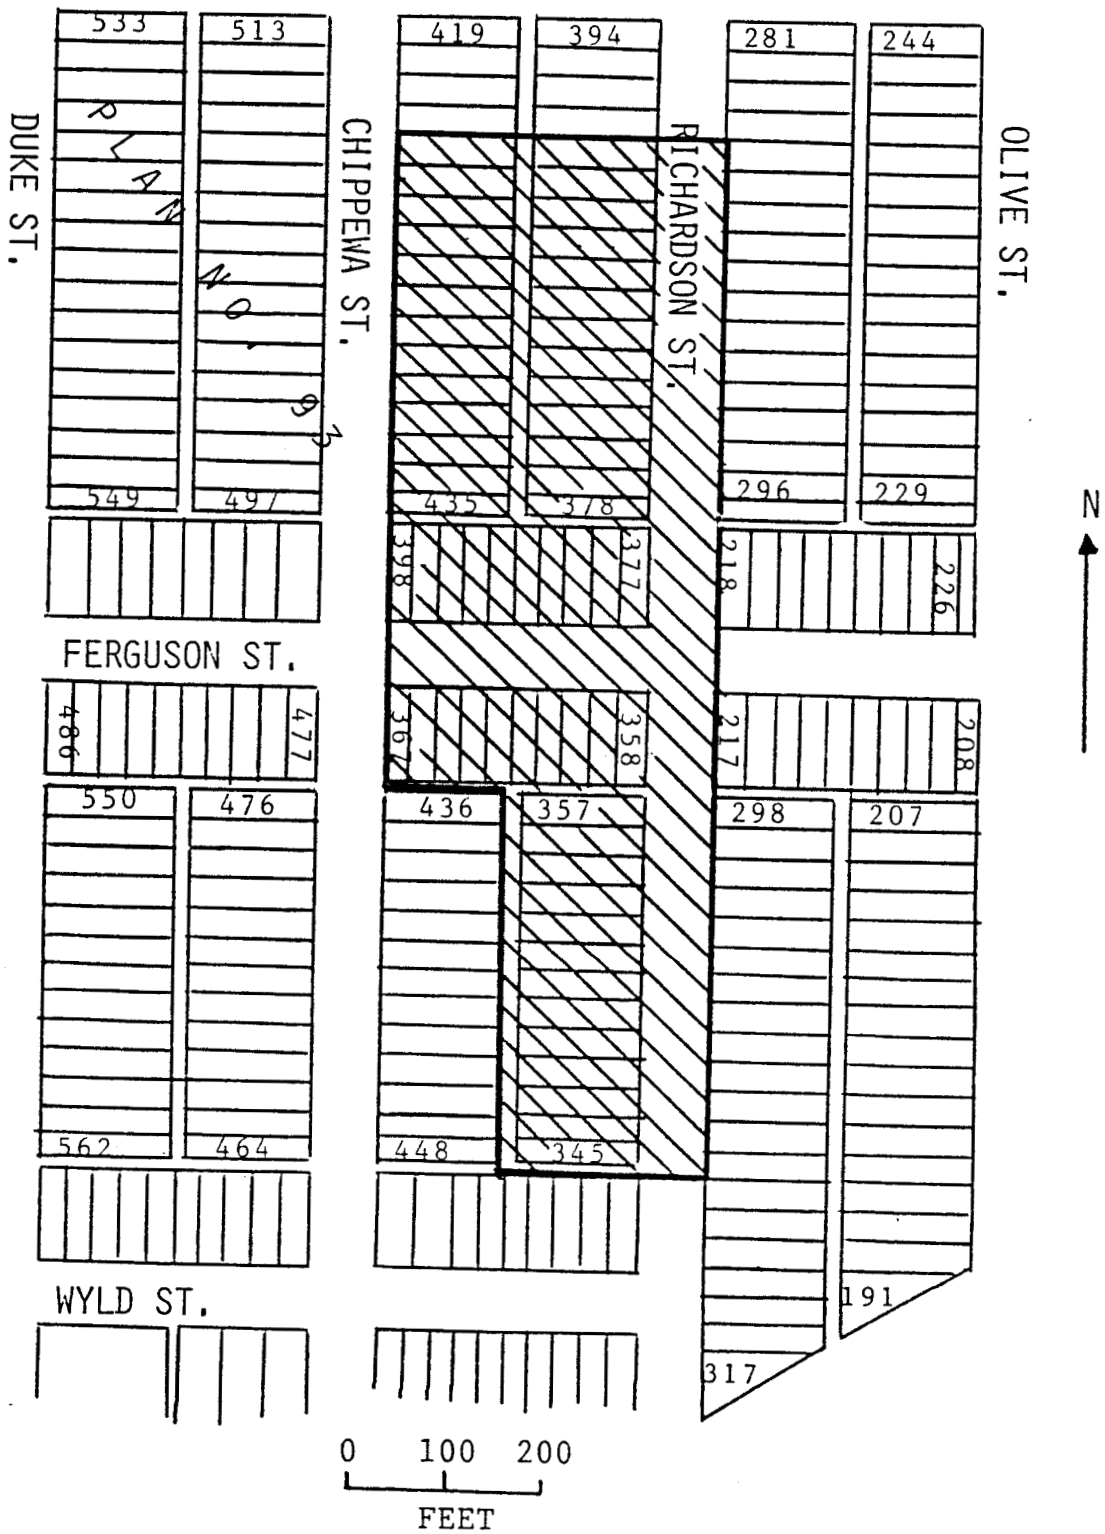 533 513 419 394 281 244
PLAN NO. 93
DUKE ST.
CHIPPEWA ST.
RICHARDSON ST.
OLIVE ST.
549 497 435 378 296 229
398 377 218 226
N
FERGUSON ST.
486 477 367 358 217 208
550 476 436 357 298 207
562 464 448 345
WYLD ST.
191
317
0 100 200
FEET